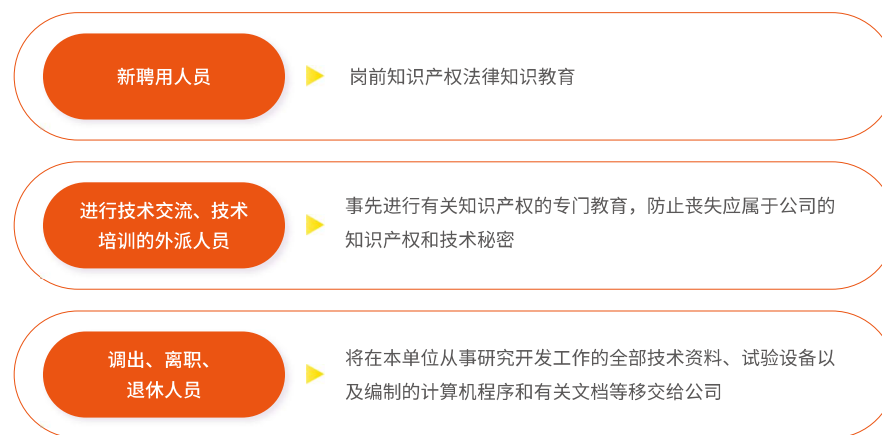 新聘用人员
岗前知识产权法律知识教育
进行技术交流、技术
培训的外派人员
事先进行有关知识产权的专门教育，防止丧失应属于公司的
知识产权和技术秘密
调出、离职、
退休人员
将在本单位从事研究开发工作的全部技术资料、试验设备以
及编制的计算机程序和有关文档等移交给公司